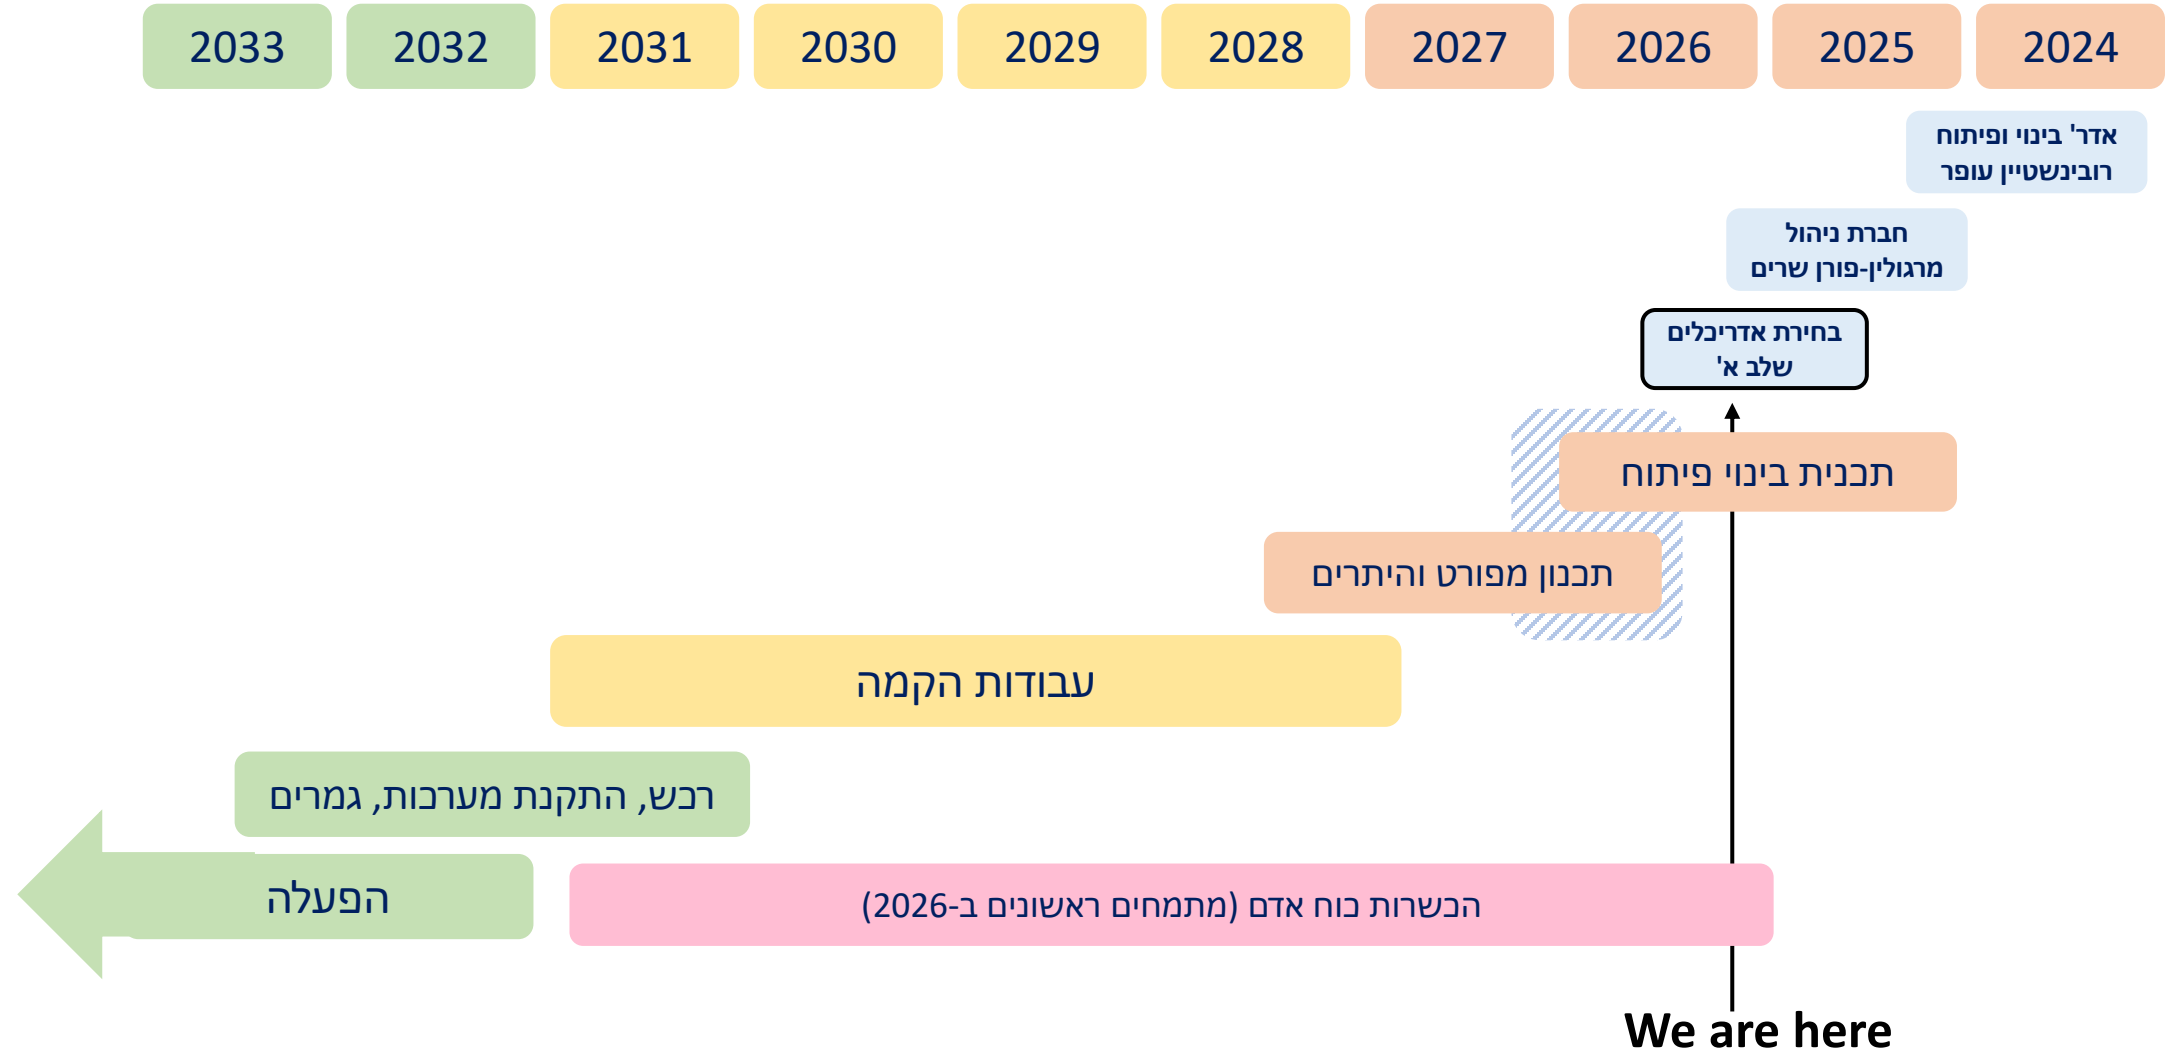 2024
2025
2026
2027
2028
2029
2030
2031
2032
2033
אדר' בינוי ופיתוח
רובינשטיין עופר
חברת ניהול
מרגולין-פורן שרים
בחירת אדריכלים
שלב א'
תכנית בינוי פיתוח
תכנון מפורט והיתרים
עבודות הקמה
רכש, התקנת מערכות, גמרים
הכשרות כוח אדם (מתמחים ראשונים ב-2026)
הפעלה
We are here